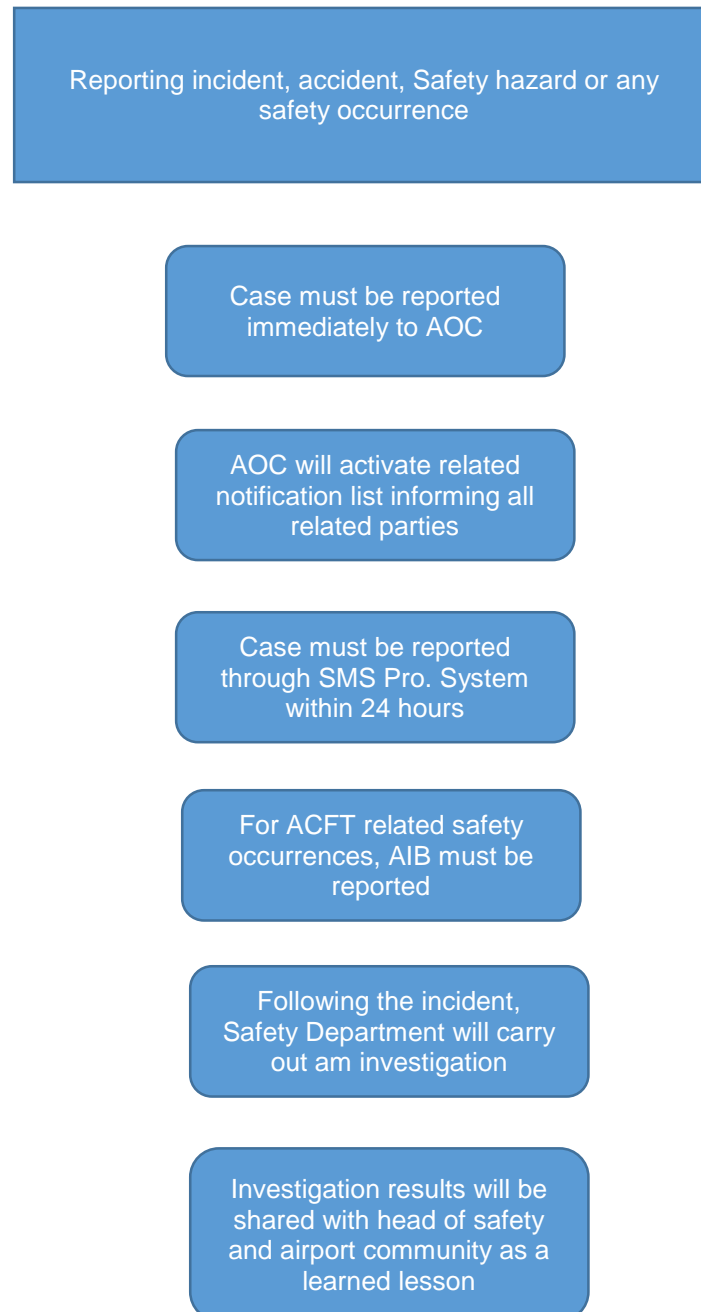 Reporting incident, accident, Safety hazard or any
safety occurrence
Case must be reported
immediately to AOC
AOC will activate related
notification list informing all
related parties
Case must be reported
through SMS Pro. System
within 24 hours
For ACFT related safety
occurrences, AIB must be
reported
Following the incident,
Safety Department will carry
out am investigation
Investigation results will be
shared with head of safety
and airport community as a
learned lesson